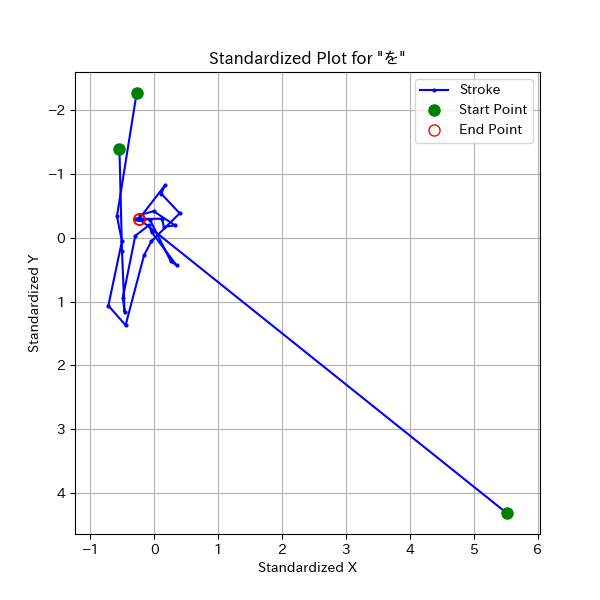 Standardized Plot for "を"
Stroke
Start Point
End Point
Standardized Y
−2
−1
0
1
2
3
4
−1 0 1 2 3 4 5 6
Standardized X